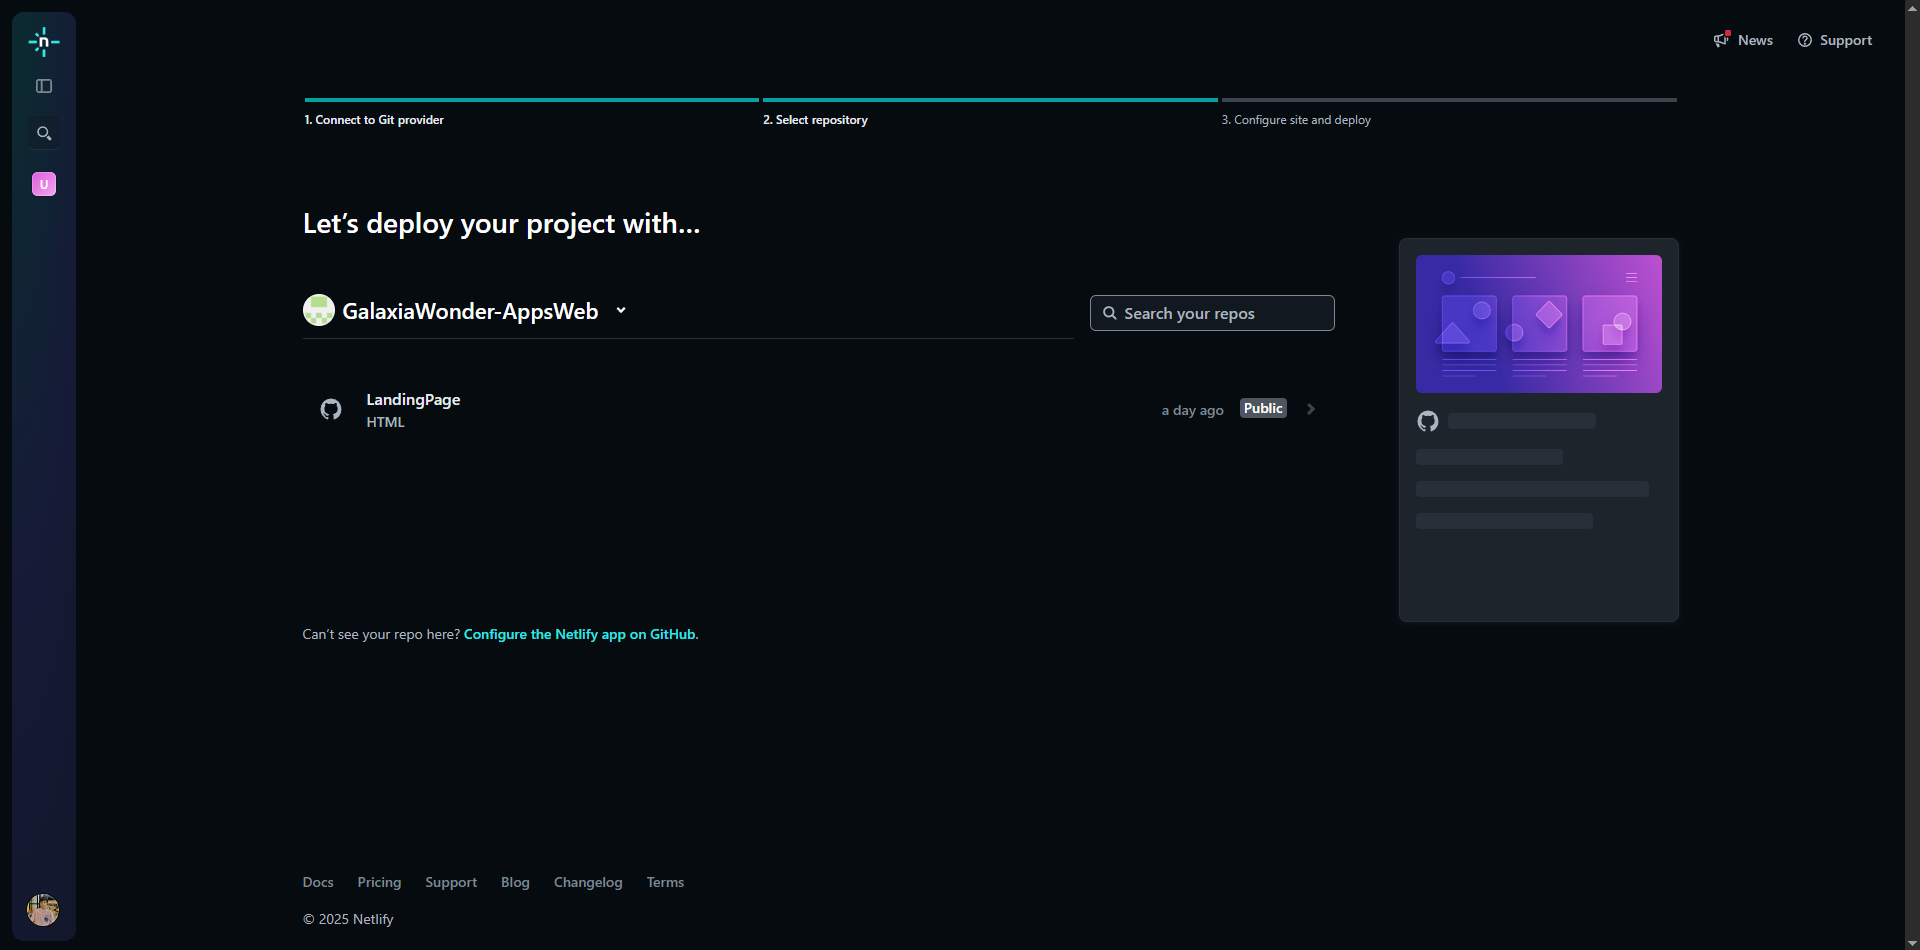 n
News
Support
1. Connect to Git provider
2. Select repository
3. Configure site and deploy
U
Let’s deploy your project with…
GalaxiaWonder-AppsWeb
Search your repos
LandingPage
HTML
a day ago
Public
Can’t see your repo here? Configure the Netlify app on GitHub.
Docs
Pricing
Support
Blog
Changelog
Terms
© 2025 Netlify